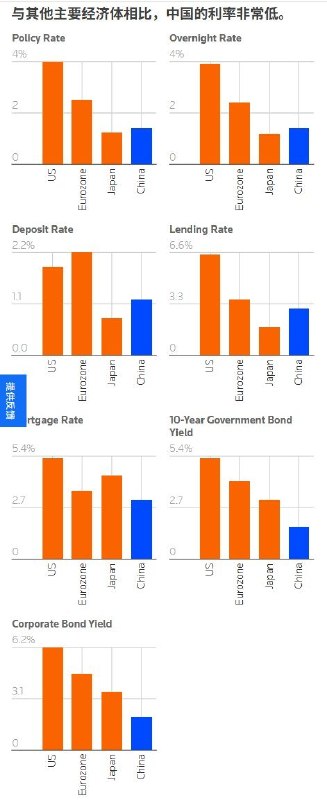 与其他主要经济体相比，中国的利率非常低。
Policy Rate
4%
2
0
US
Eurozone
Japan
China
Overnight Rate
4%
2
0
US
Eurozone
Japan
China
Deposit Rate
2.2%
1.1
0.0
US
Eurozone
Japan
China
Lending Rate
6.6%
3.3
0
US
Eurozone
Japan
China
提供反馈
rtgage Rate
5.4%
2.7
0
US
Eurozone
Japan
China
10-Year Government Bond
Yield
5.4%
2.7
0
US
Eurozone
Japan
China
Corporate Bond Yield
6.2%
3.1
0
US
Eurozone
Japan
China